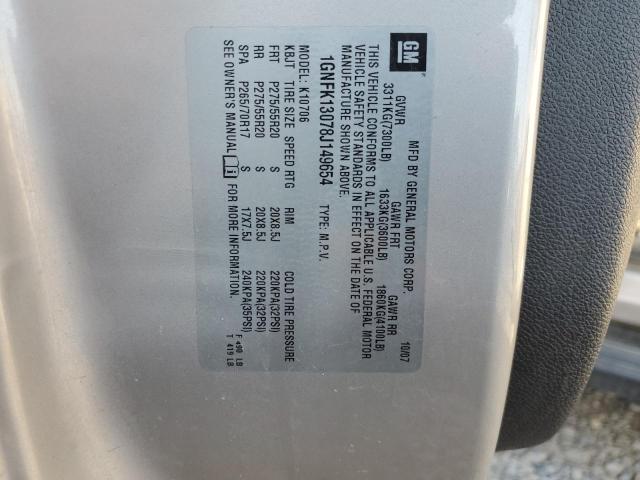 GM
MFD BY GENERAL MOTORS CORP. 10/07
GVWR GAWR FRT GAWR RR
3311KG(7300LB) 1633KG(3600LB) 1860KG(4100LB)
THIS VEHICLE CONFORMS TO ALL APPLICABLE U.S. FEDERAL MOTOR
VEHICLE SAFETY STANDARDS IN EFFECT ON THE DATE OF
MANUFACTURE SHOWN ABOVE.
1GNFK13078J149654 TYPE: M.P.V.
MODEL: K10706
KBJT TIRE SIZE SPEED RTG RIM COLD TIRE PRESSURE
FRT P275/55R20 S 20X8.5J 220KPA(32PSI)
RR P275/55R20 S 20X8.5J 220KPA(32PSI)
SPA P265/70R17 S 17X7.5J 240KPA(35PSI)
SEE OWNER'S MANUAL i FOR MORE INFORMATION. F 490 LB
T 419 LB